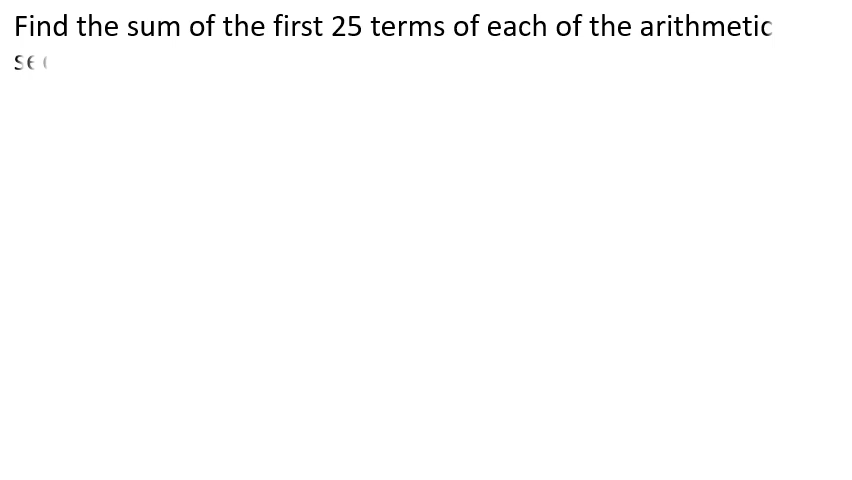 Find the sum of the first 25 terms of each of the arithmetic